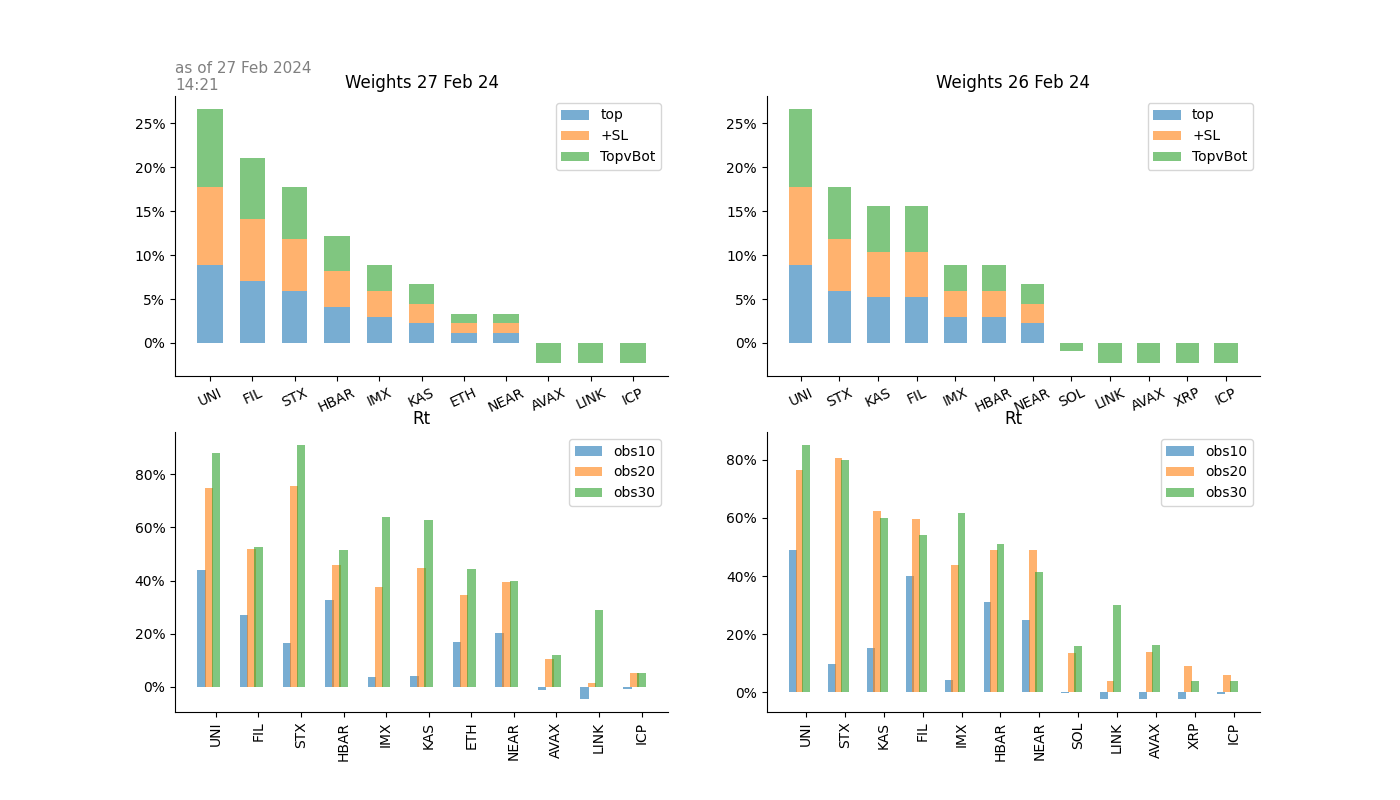 as of 27 Feb 2024
14:21
Weights 27 Feb 24
25%
20%
15%
10%
5%
0%
top
+SL
TopvBot
UNI FIL STX HBAR IMX KAS ETH NEAR AVAX LINK ICP
Weights 26 Feb 24
25%
20%
15%
10%
5%
0%
top
+SL
TopvBot
UNI STX KAS FIL IMX HBAR NEAR SOL LINK AVAX XRP ICP
Rt
80%
60%
40%
20%
0%
obs10
obs20
obs30
UNI FIL STX HBAR IMX KAS ETH NEAR AVAX LINK ICP
Rt
80%
60%
40%
20%
0%
obs10
obs20
obs30
UNI STX KAS FIL IMX HBAR NEAR SOL LINK AVAX XRP ICP